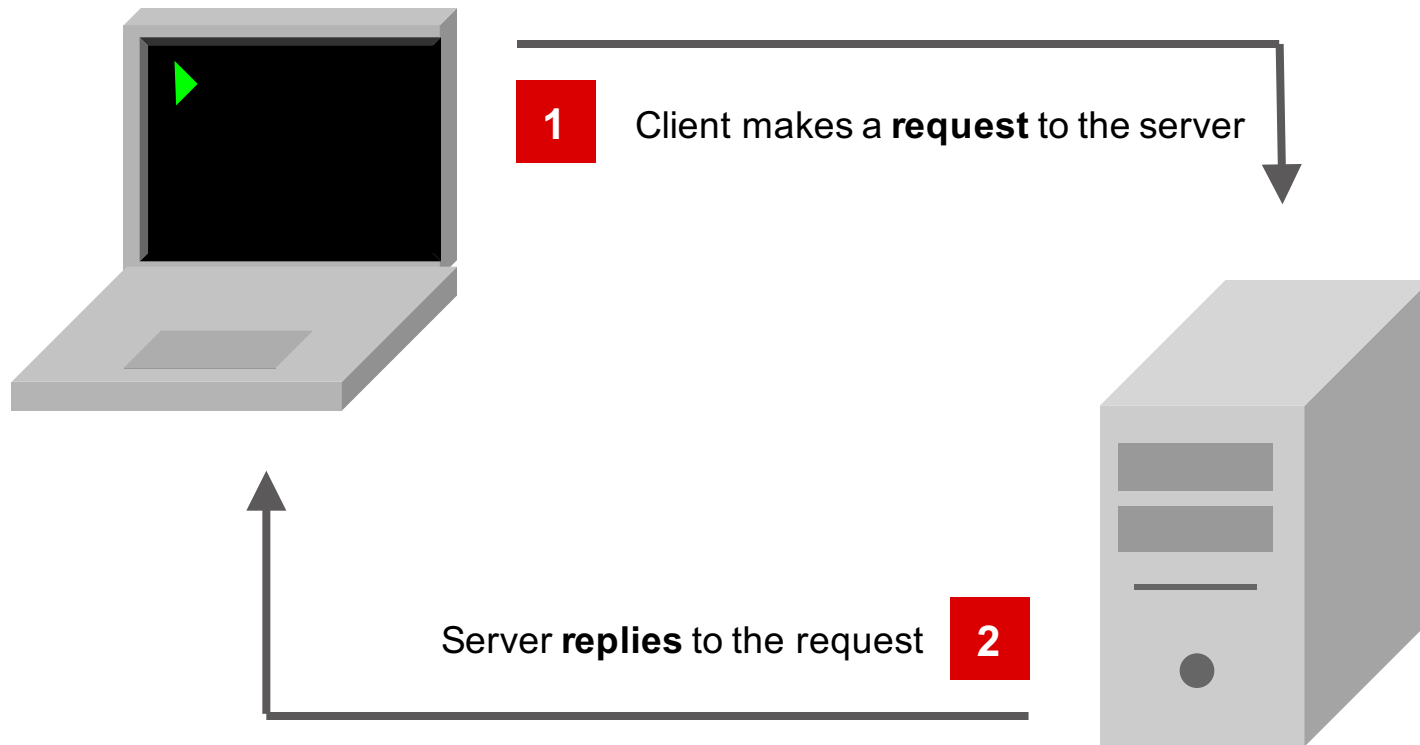 1 Client makes a request to the server
Server replies to the request 2